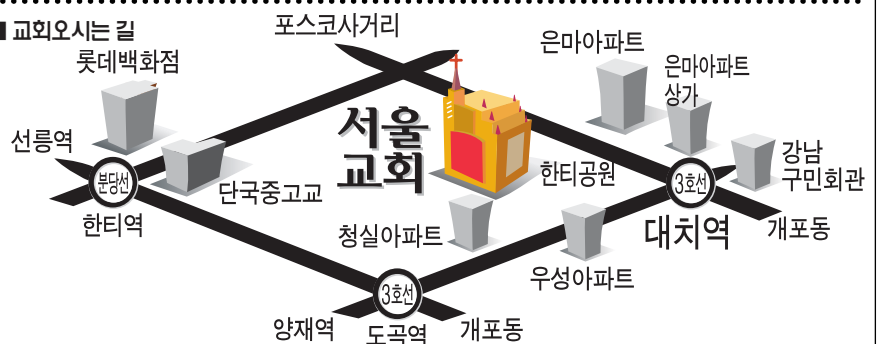 교회오시는 길
포스코사거리
롯데백화점
은마아파트
은마아파트
상가
선릉역
서울
교회
강남
구민회관
분당선
단국중고교
한티공원
3호선
한티역
청실아파트
대치역
개포동
우성아파트
3호선
양재역
도곡역
개포동